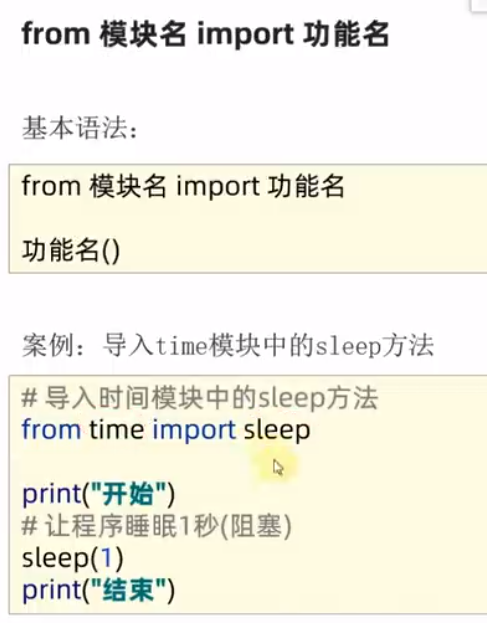 from 模块名 import 功能名
基本语法：
from 模块名 import 功能名
功能名()
案例：导入time模块中的sleep方法
# 导入时间模块中的sleep方法
from time import sleep
print("开始")
# 让程序睡眠1秒(阻塞)
sleep(1)
print("结束")